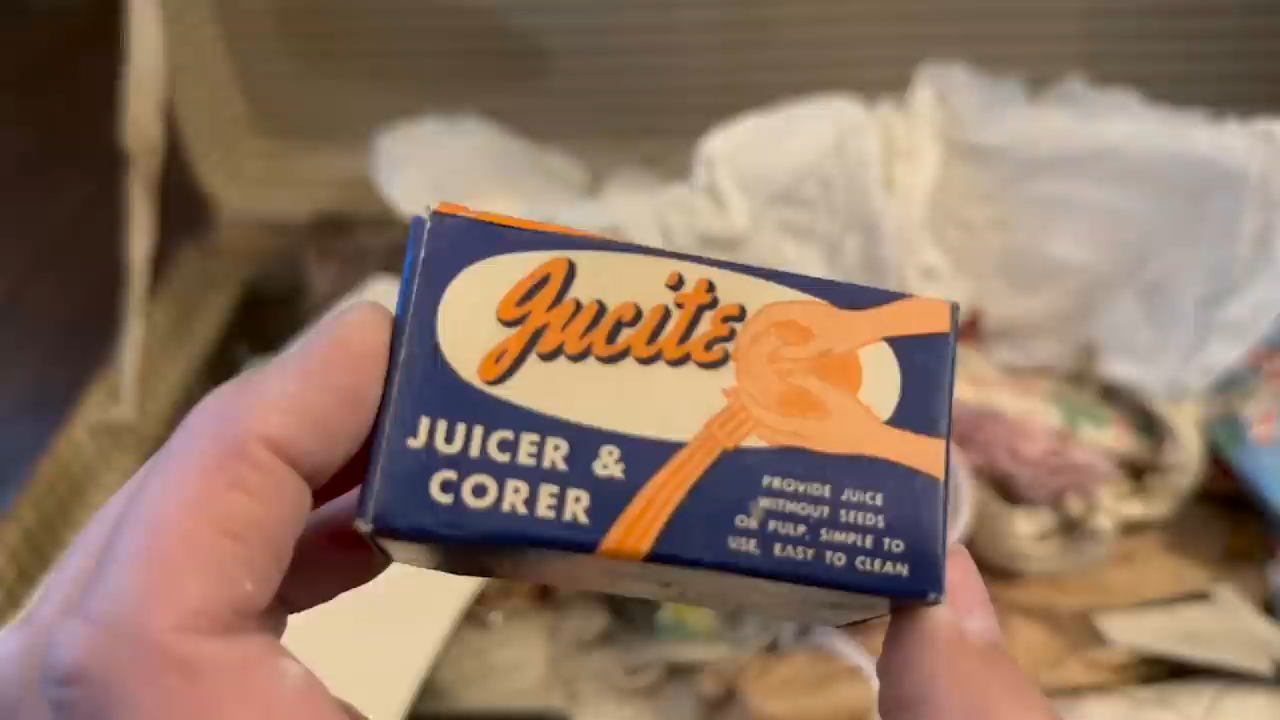 Jucite
JUICER &
CORER
PROVIDE JUICE
WITHOUT SEEDS
OR PULP, SIMPLE TO
USE, EASY TO CLEAN